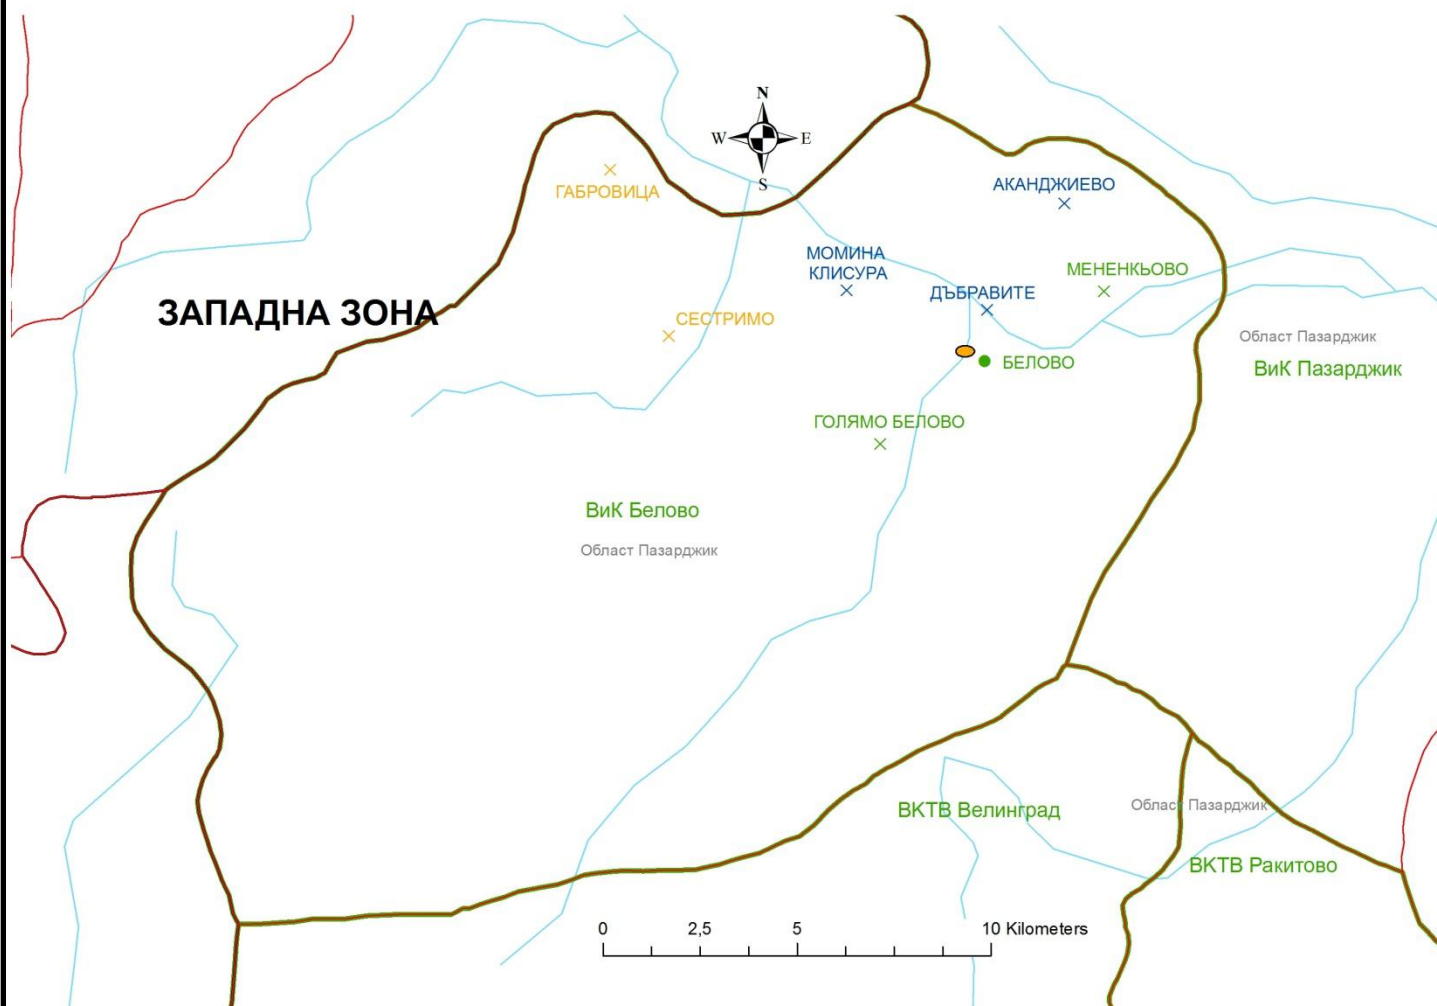 N
W E
S
ГАБРОВИЦА
АКАНДЖИЕВО
МОМИНА
КЛИСУРА
МЕНЕНКЬОВО
ДЪБРАВИТЕ
ЗАПАДНА ЗОНА
СЕСТРИМО
Област Пазарджик
БЕЛОВО
ВиК Пазарджик
ГОЛЯМО БЕЛОВО
ВиК Белово
Област Пазарджик
ВКТВ Велинград
Област Пазарджик
ВКТВ Ракитово
0 2,5 5 10 Kilometers